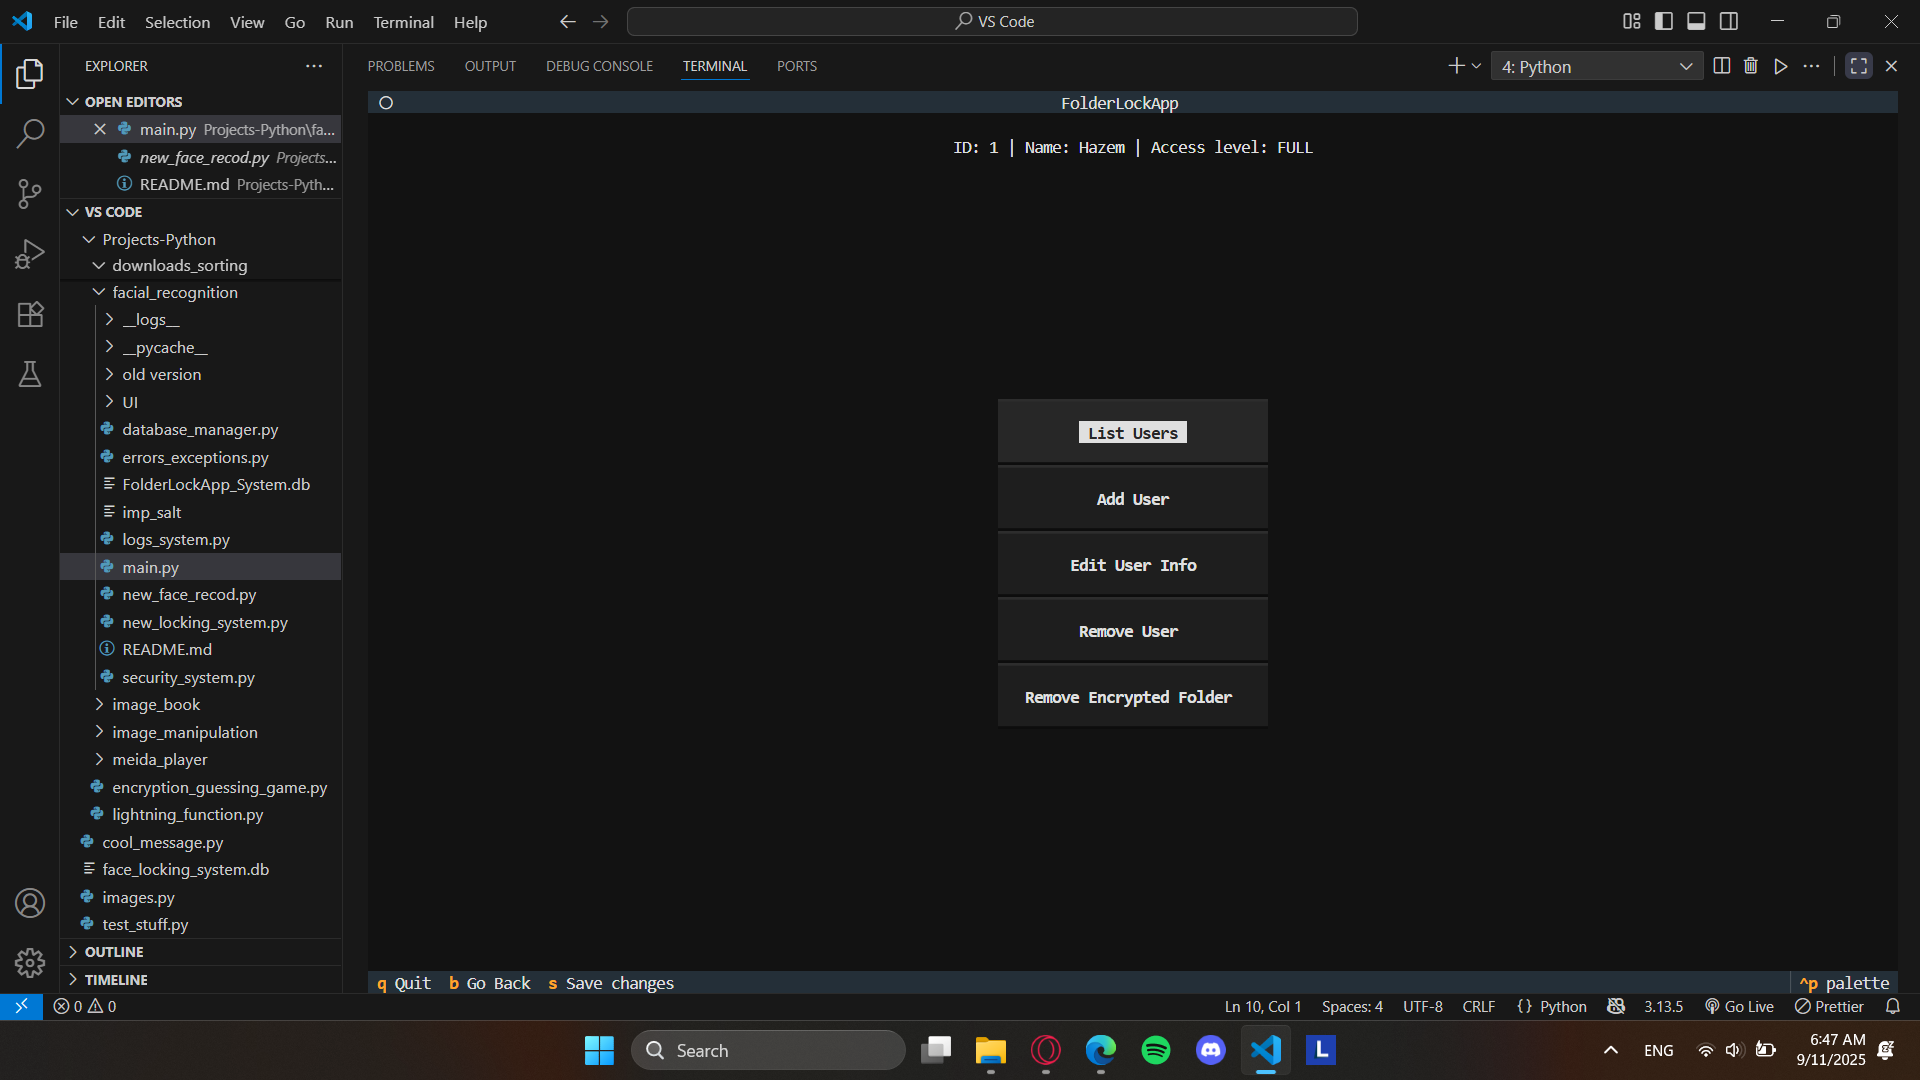 File Edit Selection View Go Run Terminal Help
VS Code
EXPLORER
OPEN EDITORS
main.py Projects-Python\fa...
new_face_recod.py Projects...
README.md Projects-Pyth...
VS CODE
Projects-Python
downloads_sorting
facial_recognition
__logs__
__pycache__
old version
UI
database_manager.py
errors_exceptions.py
FolderLockApp_System.db
imp_salt
logs_system.py
main.py
new_face_recod.py
new_locking_system.py
README.md
security_system.py
image_book
image_manipulation
meida_player
encryption_guessing_game.py
lightning_function.py
cool_message.py
face_locking_system.db
images.py
test_stuff.py
OUTLINE
TIMELINE
PROBLEMS OUTPUT DEBUG CONSOLE TERMINAL PORTS
4: Python
FolderLockApp
ID: 1 | Name: Hazem | Access level: FULL
List Users
Add User
Edit User Info
Remove User
Remove Encrypted Folder
q Quit b Go Back s Save changes
^p palette
0 0
Ln 10, Col 1 Spaces: 4 UTF-8 CRLF {} Python 3.13.5 Go Live Prettier
Search
L
ENG
6:47 AM
9/11/2025